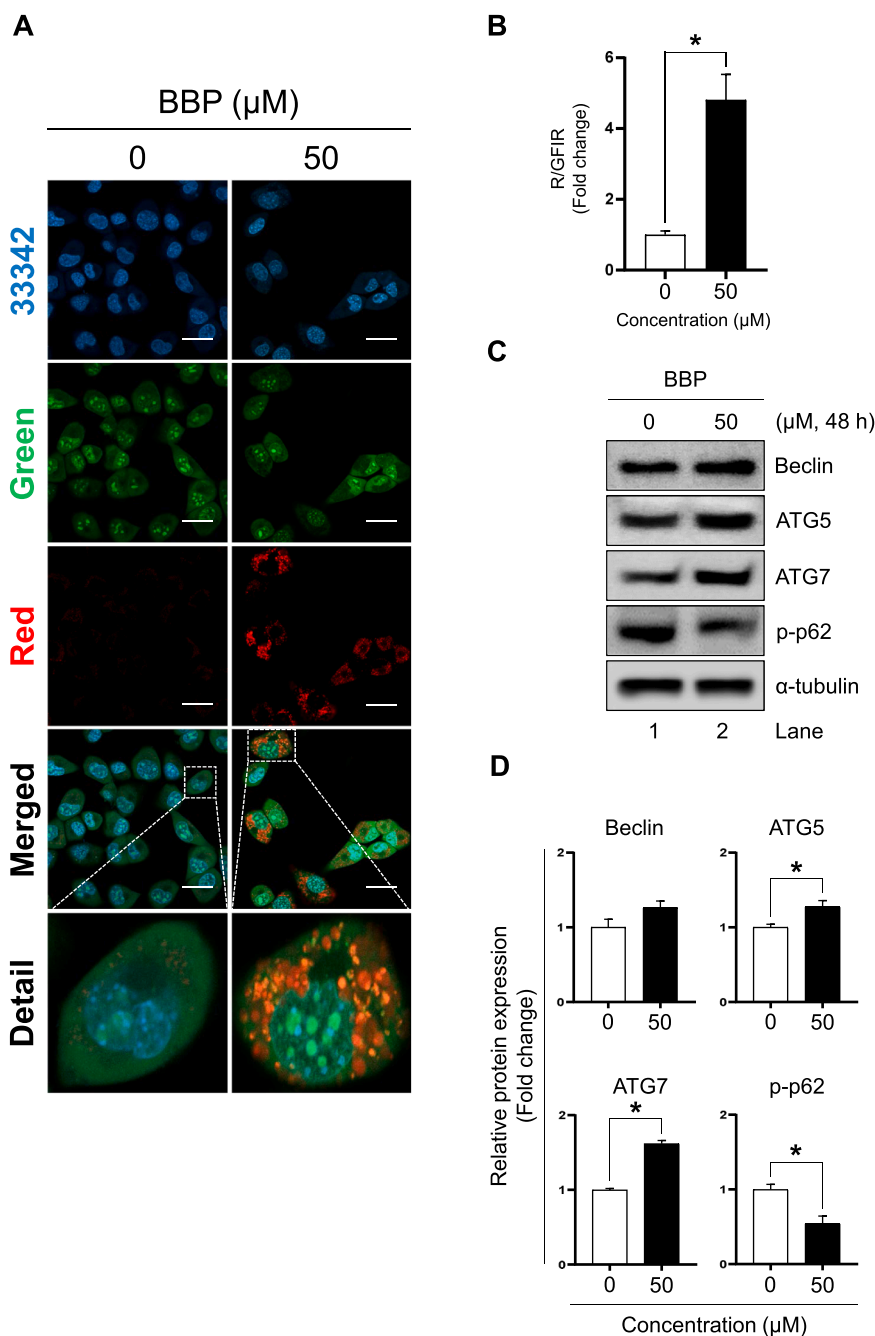 A
BBP (µM)
0 50
33342
Green
Red
Merged
Detail
B
R/GFIR
(Fold change)
6
4
2
0
*
0 50
Concentration (µM)
C
BBP
0 50 (µM, 48 h)
Beclin
ATG5
ATG7
p-p62
α-tubulin
1 2 Lane
D
Relative protein expression
(Fold change)
Beclin
2
1
0
0 50
ATG5
2
1
0
*
0 50
ATG7
2
1
0
*
0 50
p-p62
2
1
0
*
0 50
Concentration (µM)